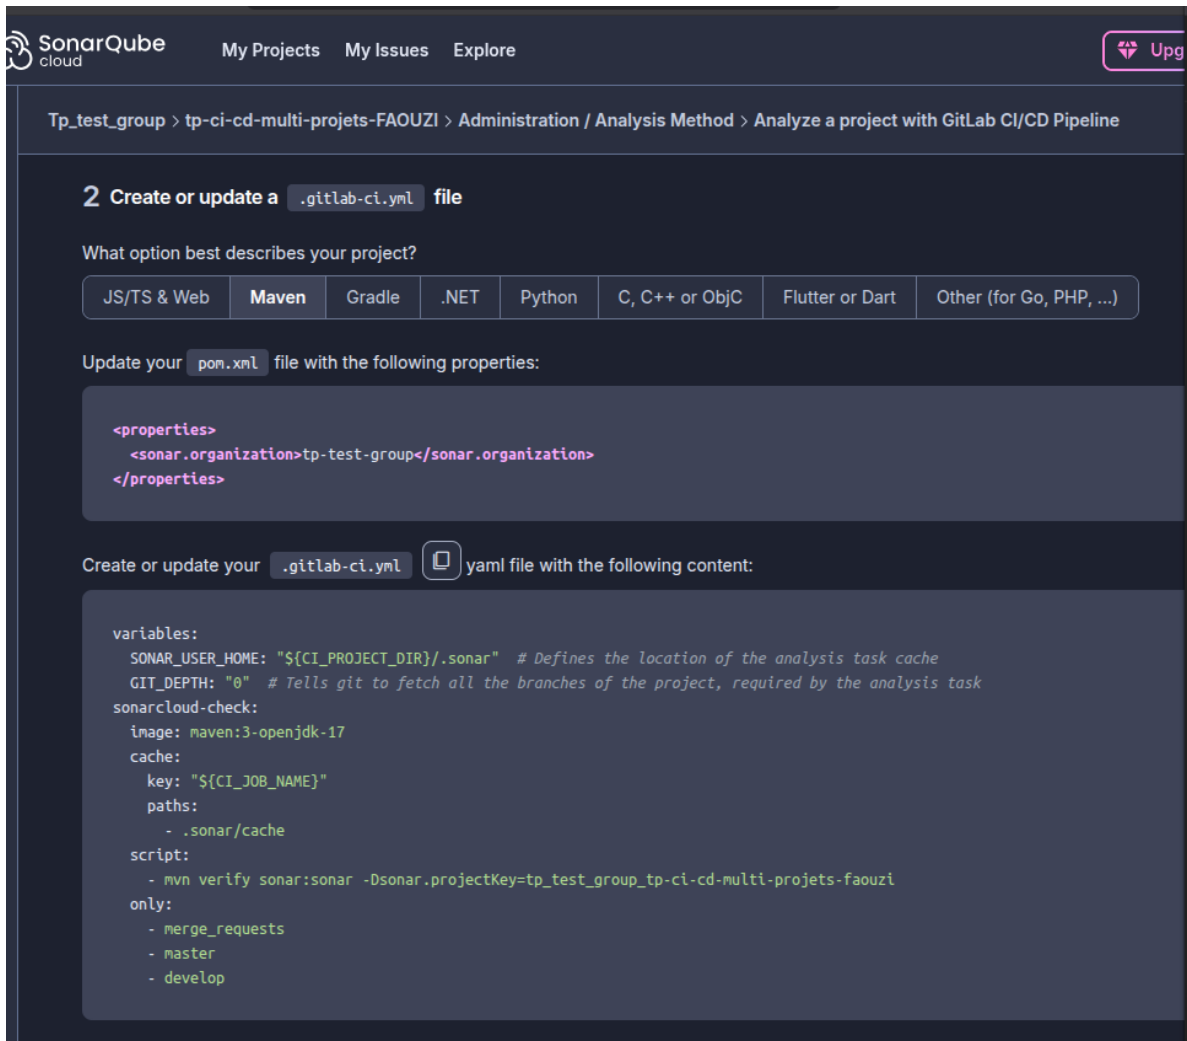 SonarQube
cloud
My Projects My Issues Explore
Upg
Tp_test_group > tp-ci-cd-multi-projets-FAOUZI > Administration / Analysis Method > Analyze a project with GitLab CI/CD Pipeline
2 Create or update a .gitlab-ci.yml file
What option best describes your project?
JS/TS & Web Maven Gradle .NET Python C, C++ or ObjC Flutter or Dart Other (for Go, PHP, ...)
Update your pom.xml file with the following properties:
<properties>
  <sonar.organization>tp-test-group</sonar.organization>
</properties>
Create or update your .gitlab-ci.yml yaml file with the following content:
variables:
  SONAR_USER_HOME: "${CI_PROJECT_DIR}/.sonar"  # Defines the location of the analysis task cache
  GIT_DEPTH: "0"  # Tells git to fetch all the branches of the project, required by the analysis task
sonarcloud-check:
  image: maven:3-openjdk-17
  cache:
    key: "${CI_JOB_NAME}"
    paths:
      - .sonar/cache
  script:
    - mvn verify sonar:sonar -Dsonar.projectKey=tp_test_group_tp-ci-cd-multi-projets-faouzi
  only:
    - merge_requests
    - master
    - develop